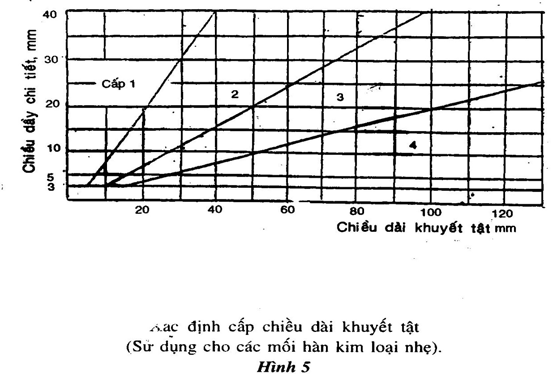 Chiều dầy chi tiết, mm
40
30
20
10
5
3
Cấp 1
2
3
4
20
40
60
80
100
120
Chiều dài khuyết tật mm
định cấp chiều dài khuyết tật
(Sử dụng cho các mối hàn kim loại nhẹ).
Hình 5